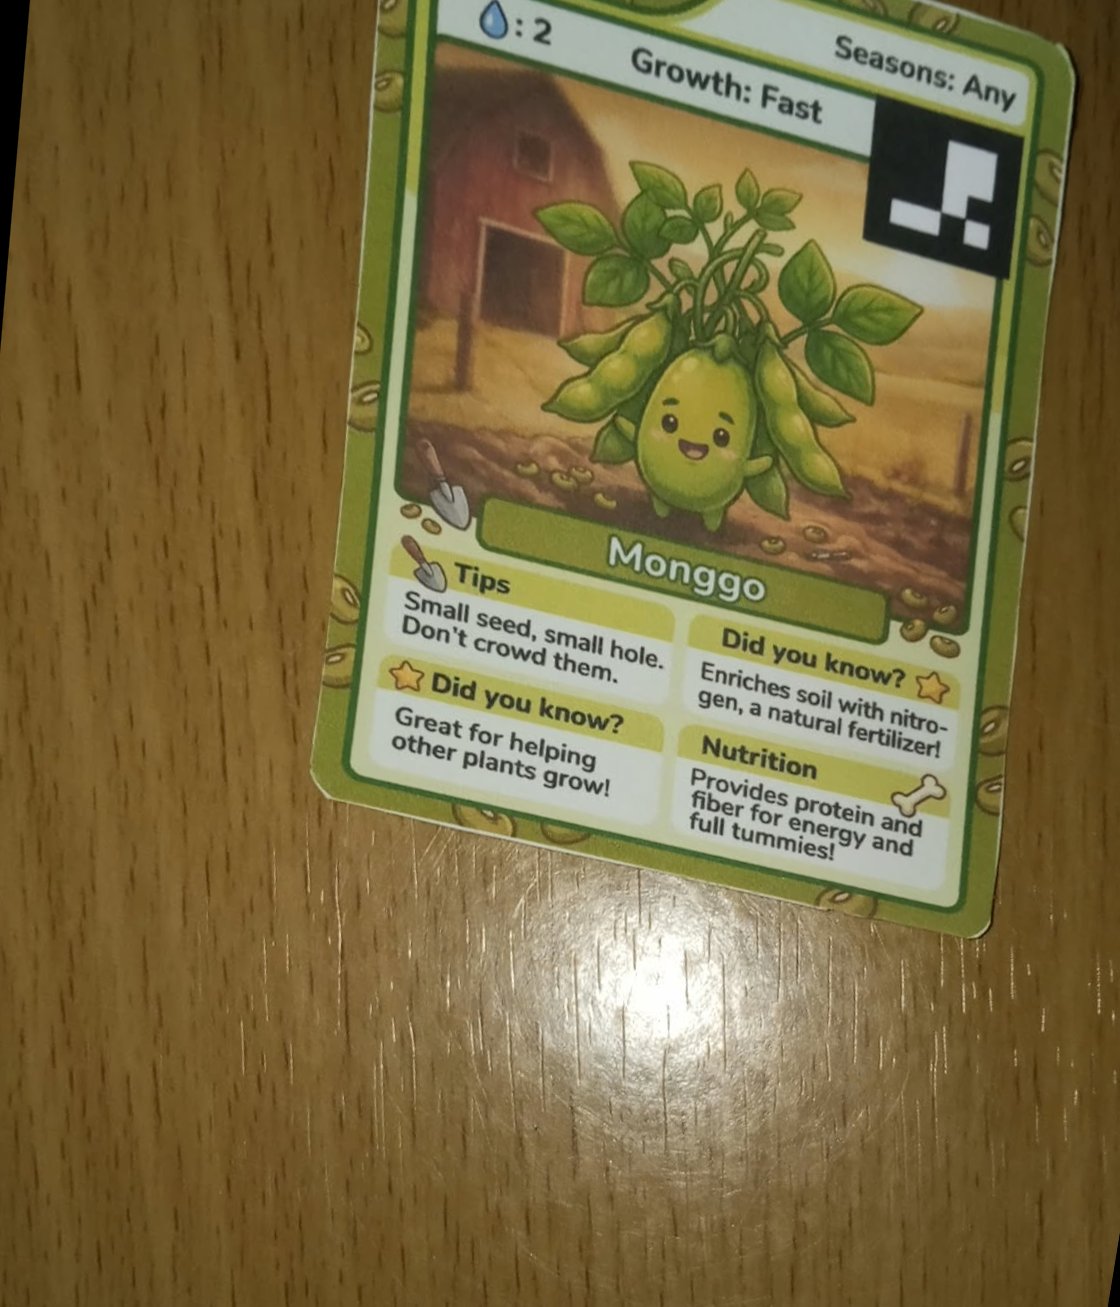 : 2
Growth: Fast
Seasons: Any
Monggo
Tips
Small seed, small hole.
Don't crowd them.
Did you know?
Great for helping
other plants grow!
Did you know?
Enriches soil with nitro-
gen, a natural fertilizer!
Nutrition
Provides protein and
fiber for energy and
full tummies!